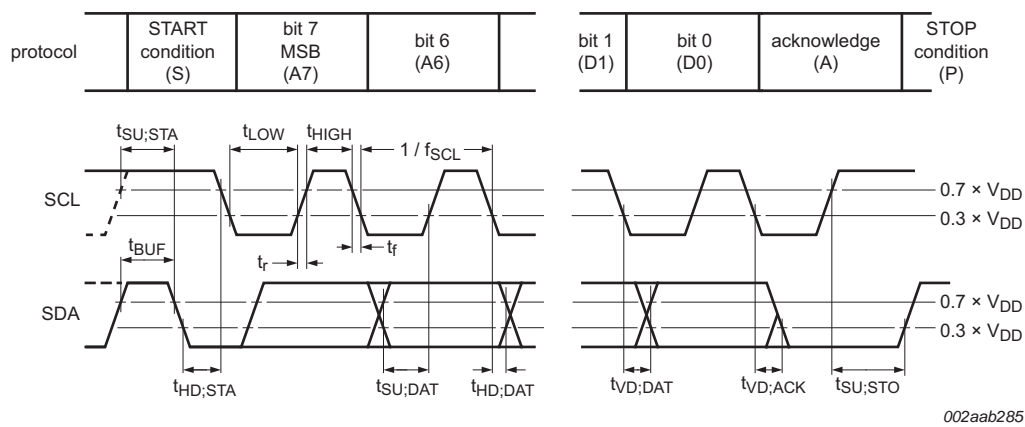 protocol
START
condition
(S)
bit 7
MSB
(A7)
bit 6
(A6)
bit 1
(D1)
bit 0
(D0)
acknowledge
(A)
STOP
condition
(P)
tSU;STA
tLOW
tHIGH
1 / fSCL
SCL
0.7 × VDD
0.3 × VDD
tBUF
tr
tf
SDA
0.7 × VDD
0.3 × VDD
tHD;STA
tSU;DAT
tHD;DAT
tVD;DAT
tVD;ACK
tSU;STO
002aab285